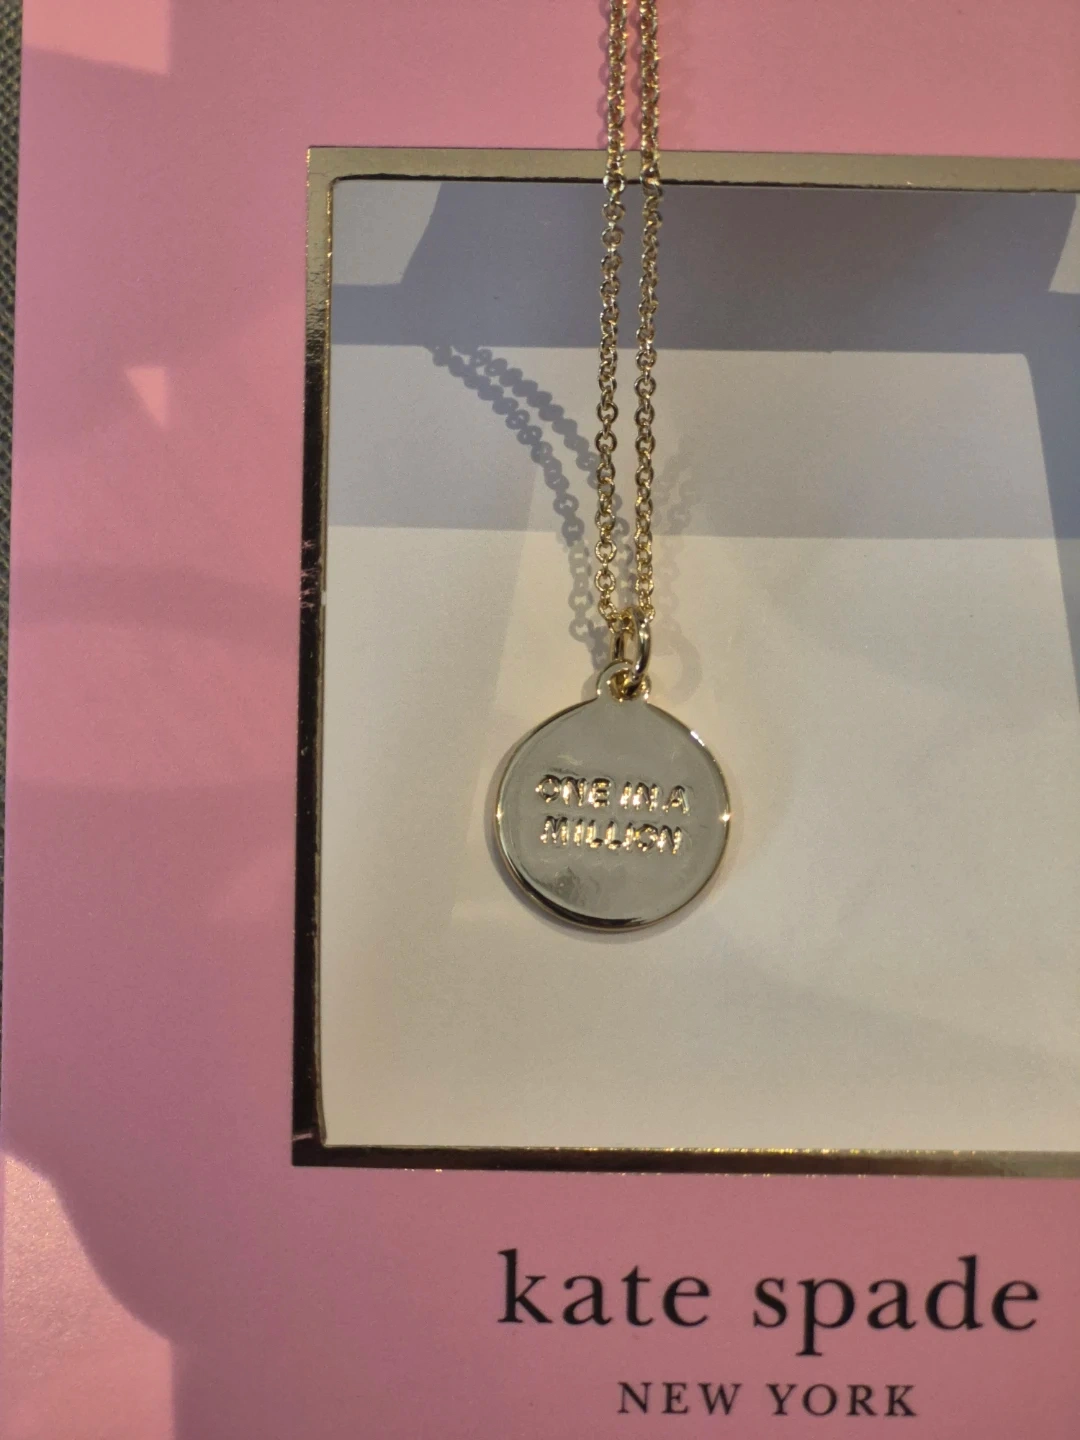 ONE IN A
MILLION
kate spade
NEW YORK